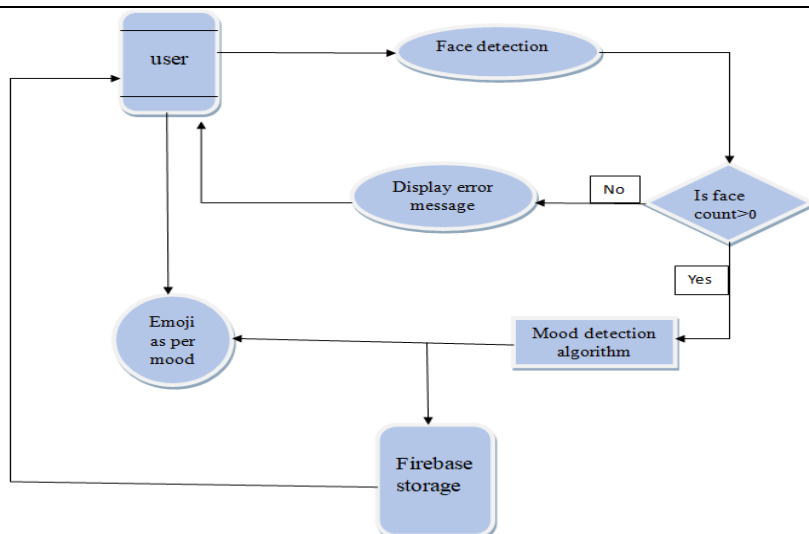 user
Face detection
Is face
count>0
No
Display error
message
Yes
Mood detection
algorithm
Emoji
as per
mood
Firebase
storage